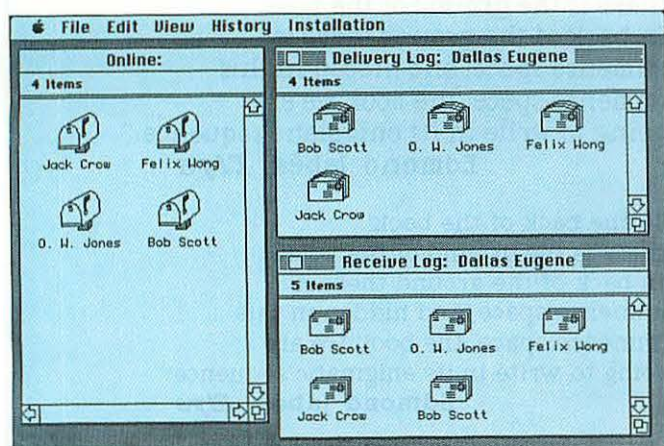 File Edit View History Installation
Online:
4 Items
Jack Crow Felix Wong
O. W. Jones Bob Scott
Delivery Log: Dallas Eugene
4 Items
Bob Scott O. W. Jones Felix Wong
Jack Crow
Receive Log: Dallas Eugene
5 Items
Bob Scott O. W. Jones Felix Wong
Jack Crow Bob Scott